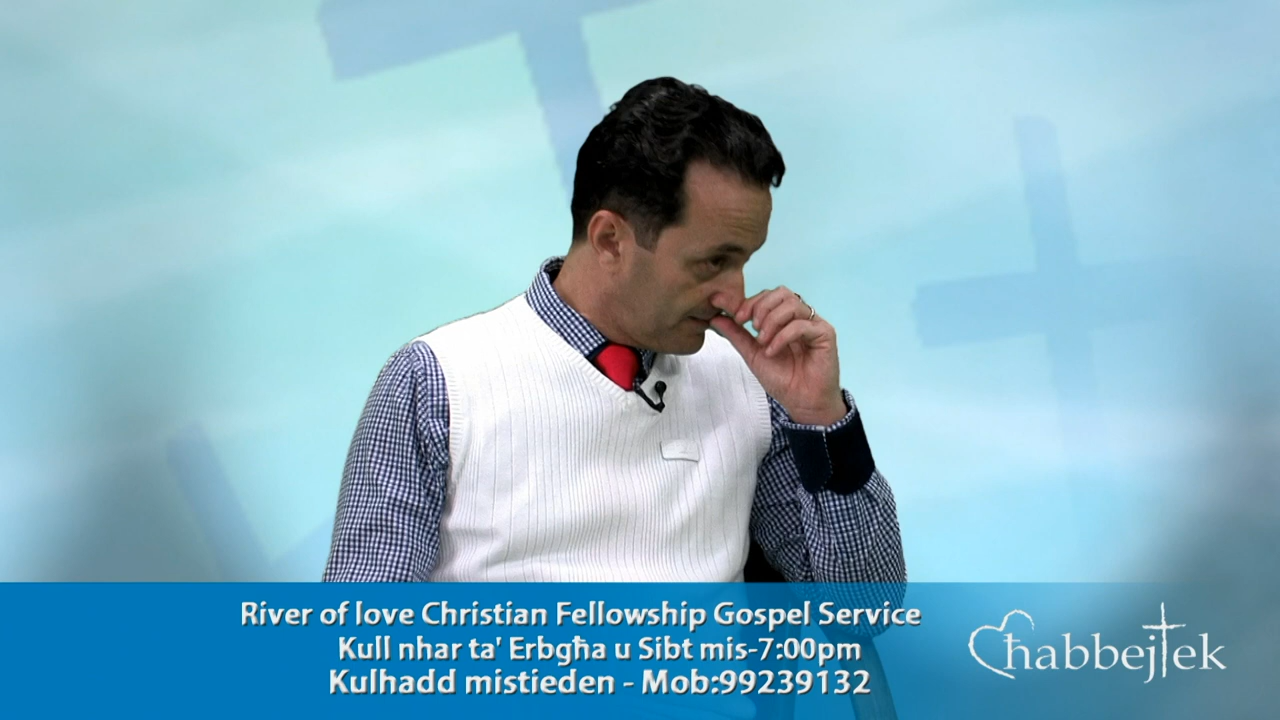 River of love Christian Fellowship Gospel Service
Kull nhar ta' Erbgħa u Sibt mis-7:00pm
Kulhadd mistieden - Mob:99239132
Ħabbejtek